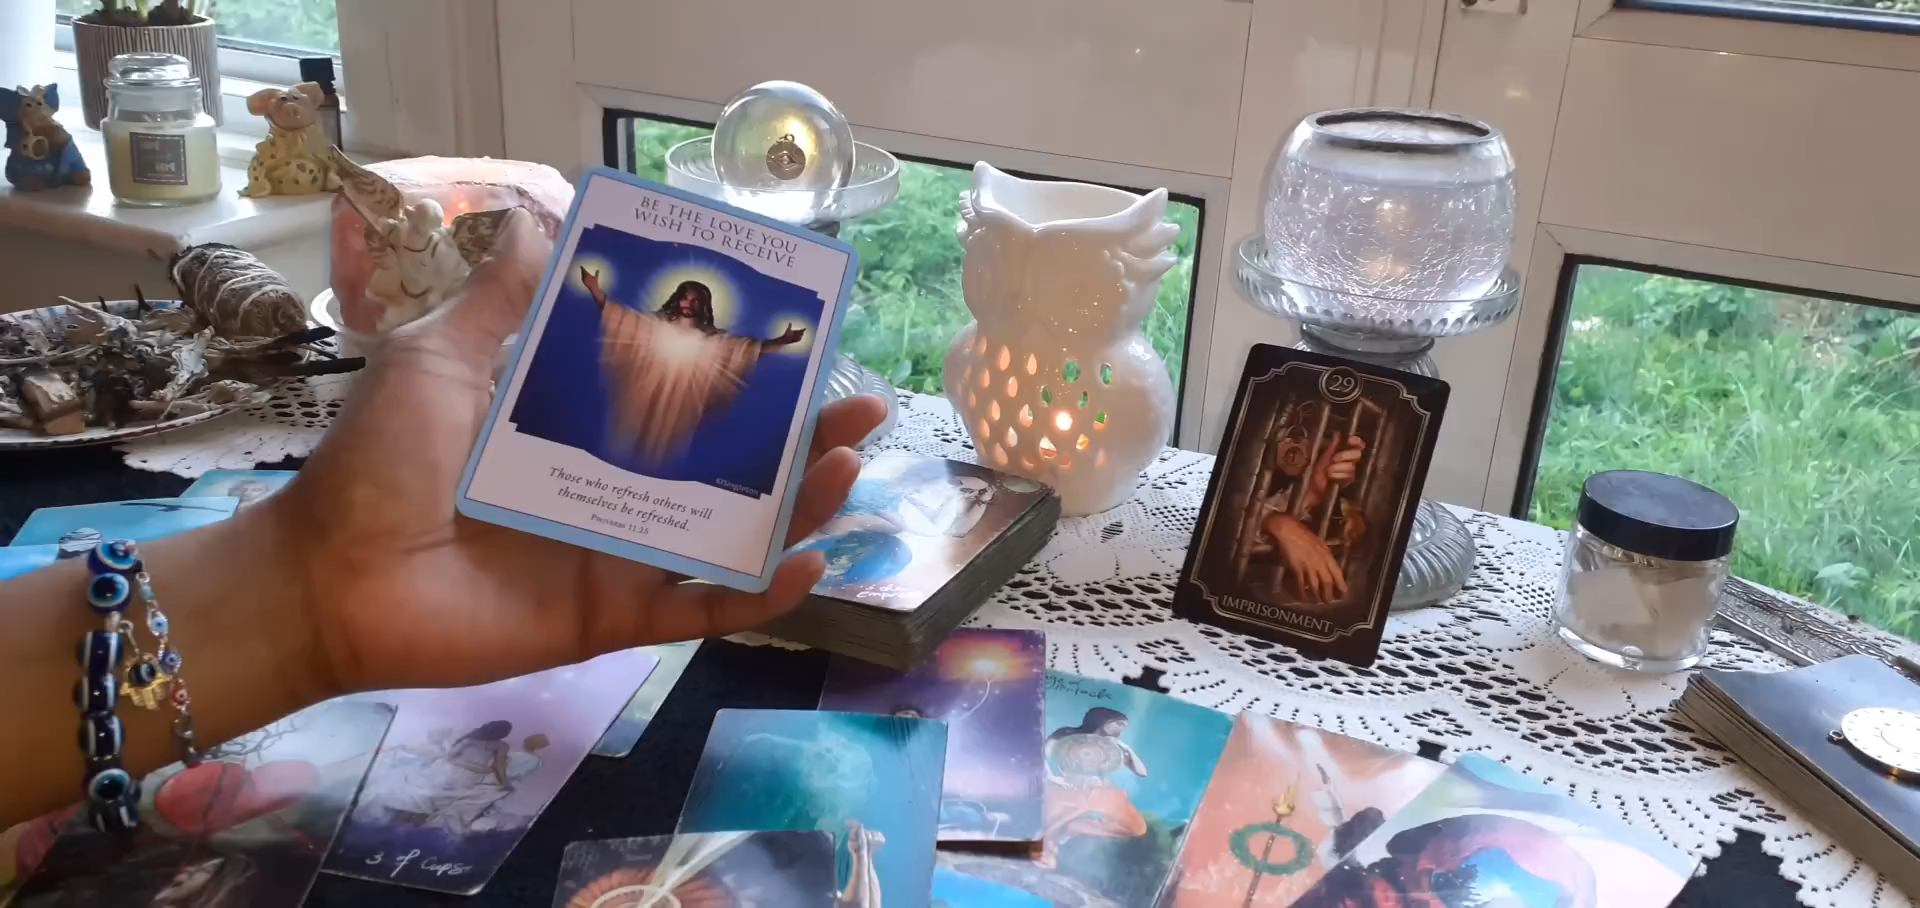 BE THE LOVE YOU
WISH TO RECEIVE
Those who refresh others will
themselves be refreshed.
Proverbs 11:25
29
IMPRISONMENT
3 of Cups
Empress